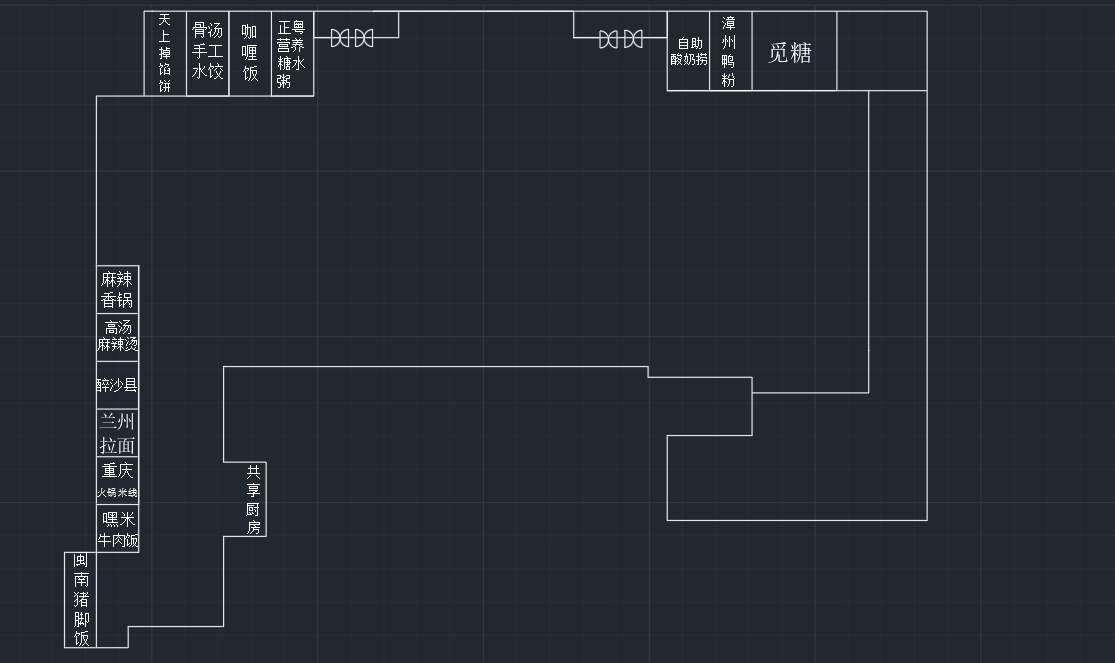 天
上
掉
馅
饼
骨汤
手工
水饺
咖
喱
饭
正粤
营养
糖水
粥
自助
酸奶捞
漳
州
鸭
粉
觅糖
麻辣
香锅
高汤
麻辣烫
醉沙县
兰州
拉面
重庆
火锅米线
嘿米
牛肉饭
闽
南
猪
脚
饭
共
享
厨
房